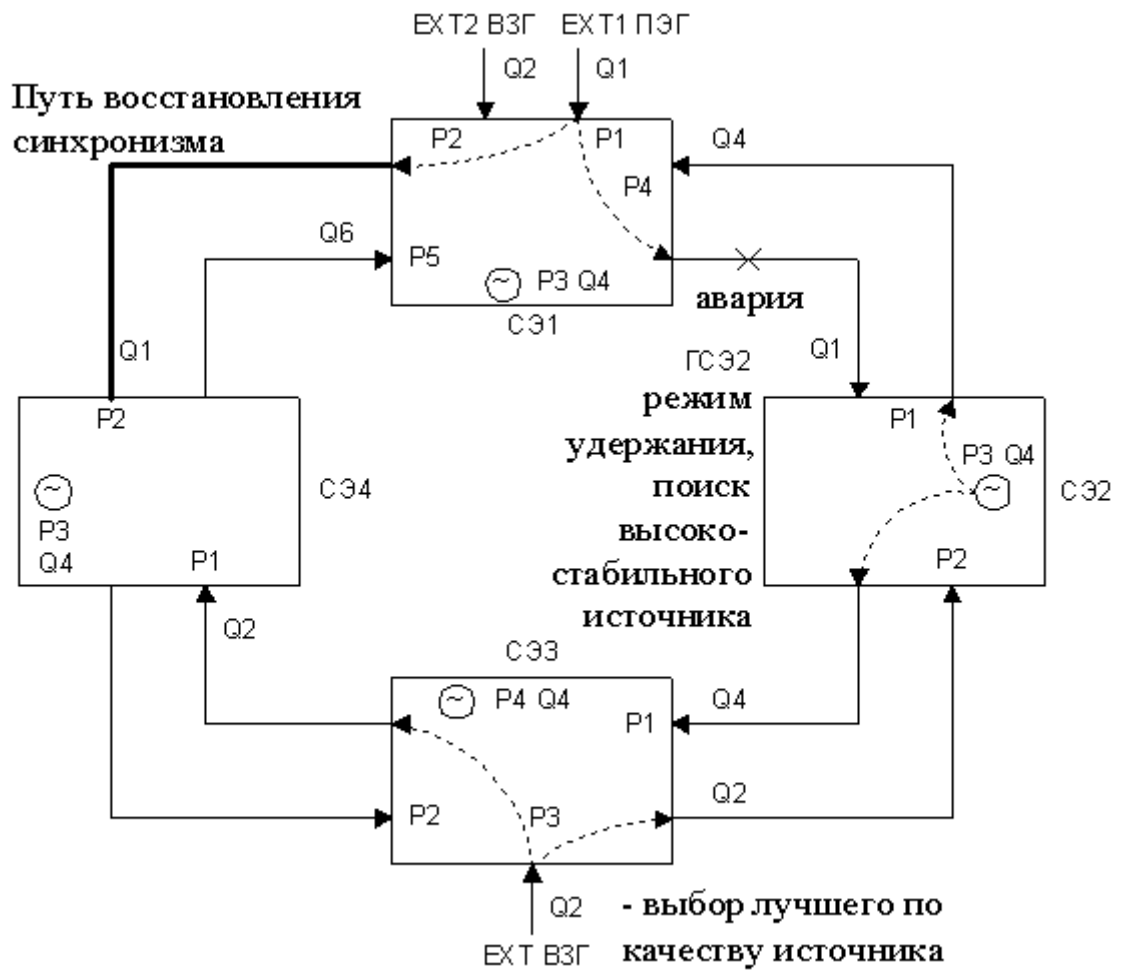 EXT2 ВЗГ EXT1 ПЭГ
Q2 Q1
Путь восстановления
синхронизма
P2 P1
Q4
P4
Q6
P5
P3 Q4
авария
СЭ1
Q1
ГСЭ2
Q1
режим
удержания,
поиск
высоко-
стабильного
источника
P2
P3
Q4
P1
СЭ4
P1
P3 Q4
СЭ2
P2
Q2
СЭ3
P4 Q4
P1
Q4
P2
P3
Q2
Q2
- выбор лучшего по
качеству источника
EXT ВЗГ